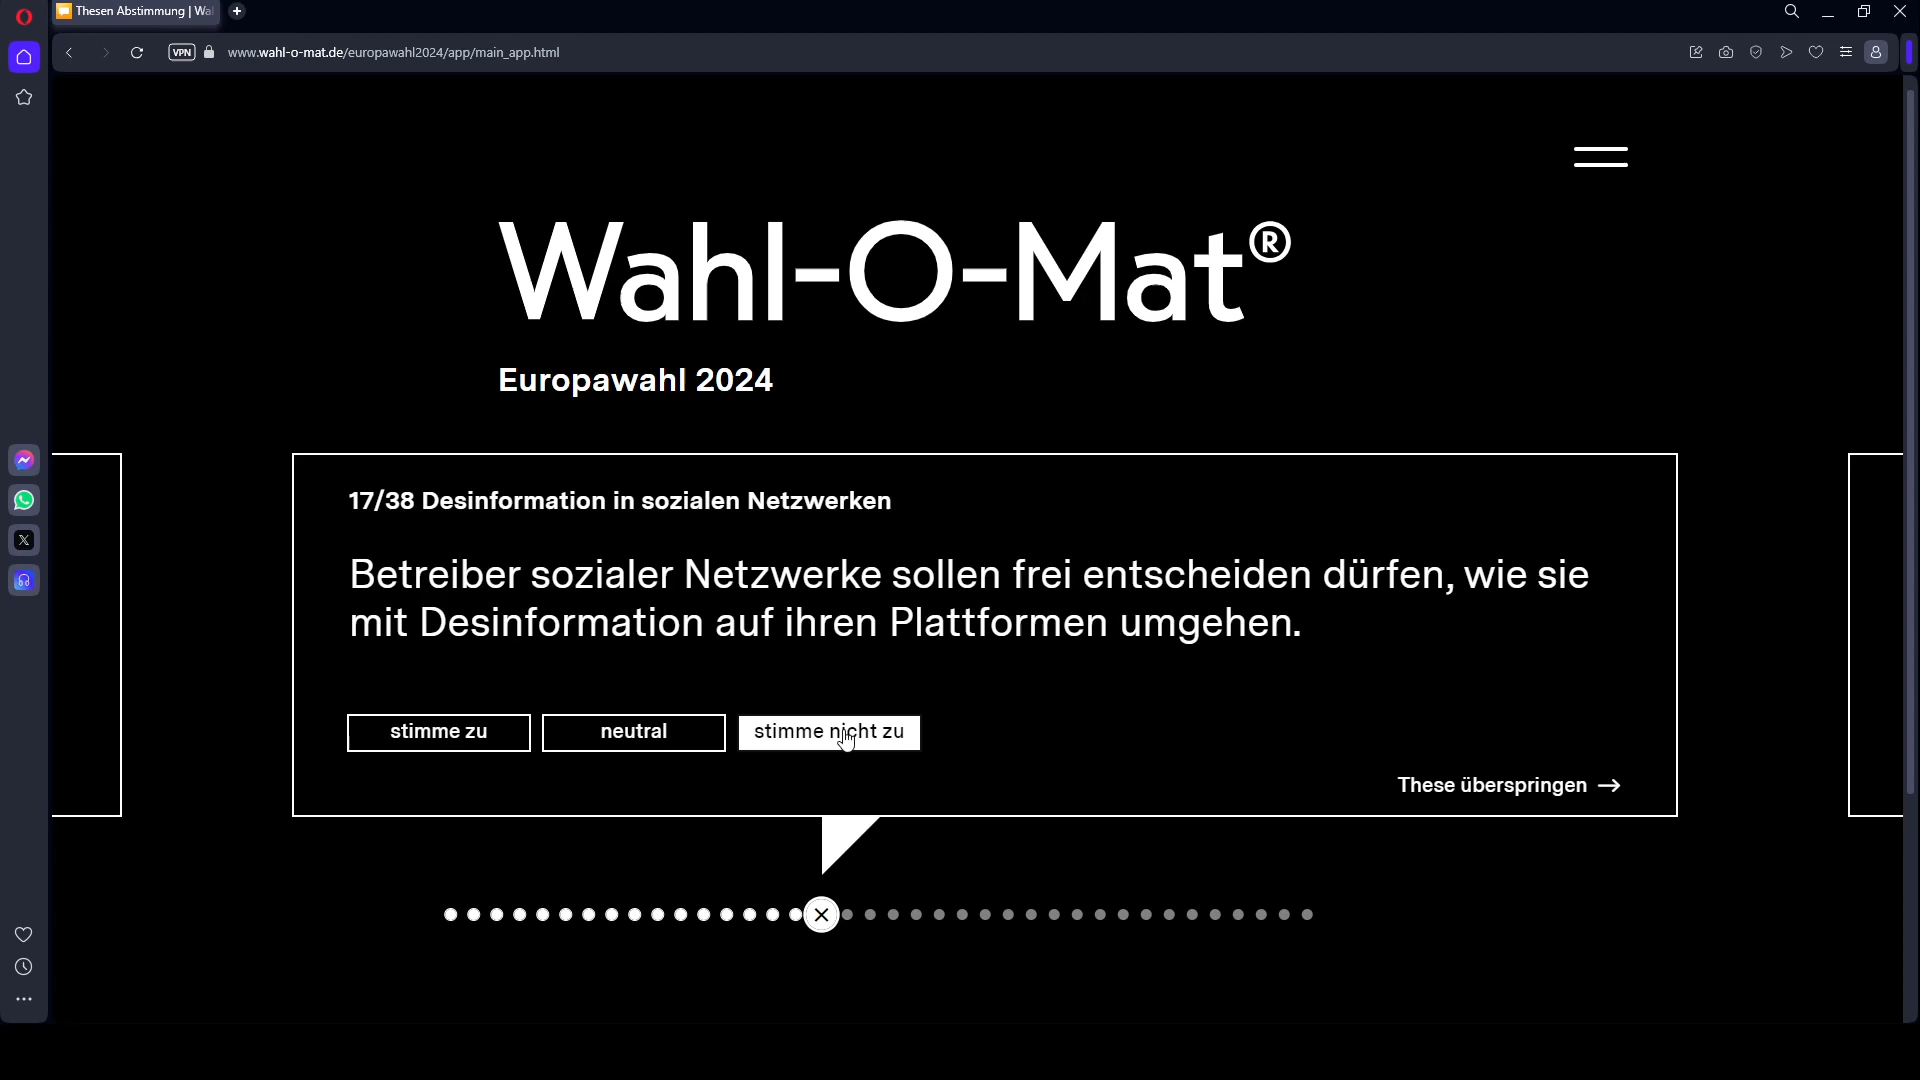 Thesen Abstimmung | Wa
VPN
www.wahl-o-mat.de/europawahl2024/app/main_app.html
Wahl-O-Mat®
Europawahl 2024
17/38 Desinformation in sozialen Netzwerken
Betreiber sozialer Netzwerke sollen frei entscheiden dürfen, wie sie
mit Desinformation auf ihren Plattformen umgehen.
stimme zu
neutral
stimme nicht zu
These überspringen →